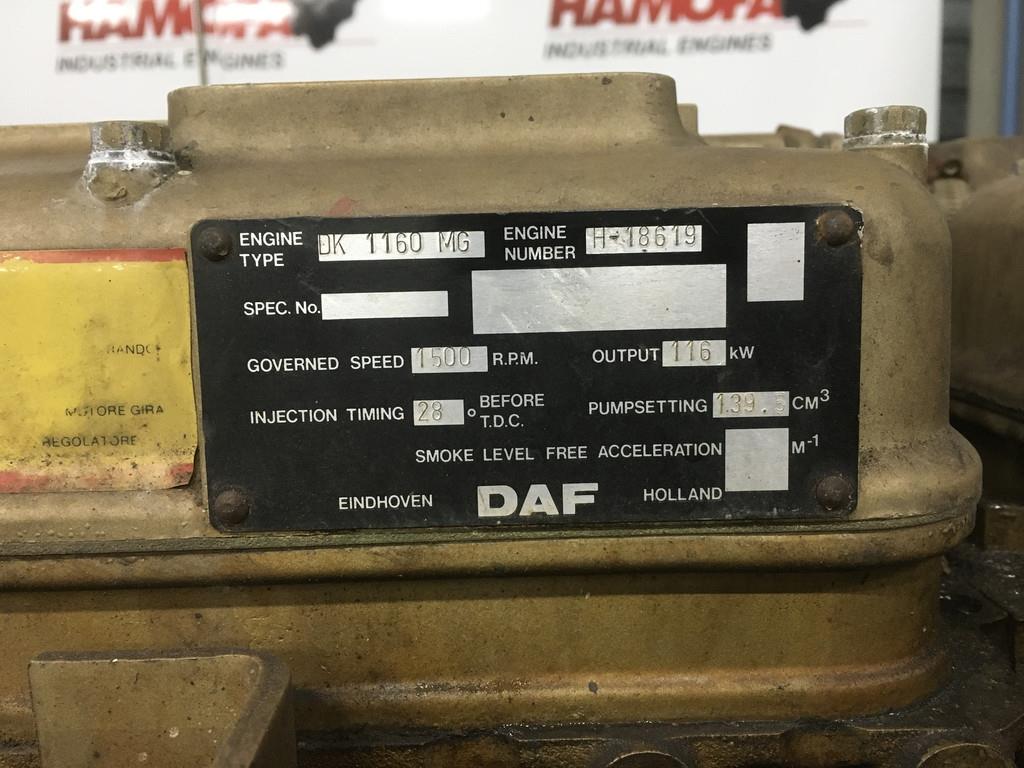 HAMOFA
INDUSTRIAL ENGINES
HAMOFA
INDUSTRIAL ENGINES
ENGINE TYPE DK 1160 MG
ENGINE NUMBER H-18619
SPEC. No.
GOVERNED SPEED 1500 R.P.M. OUTPUT 116 kW
INJECTION TIMING 28 ° BEFORE T.D.C. PUMPSETTING 139.5 CM³
SMOKE LEVEL FREE ACCELERATION M⁻¹
EINDHOVEN DAF HOLLAND
MOTORE GIRA
REGOLATORE